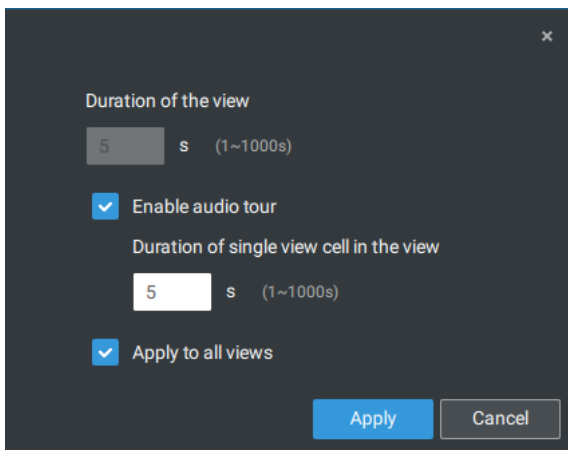 ×
Duration of the view
5 s (1~1000s)
Enable audio tour
Duration of single view cell in the view
5 s (1~1000s)
Apply to all views
Apply Cancel